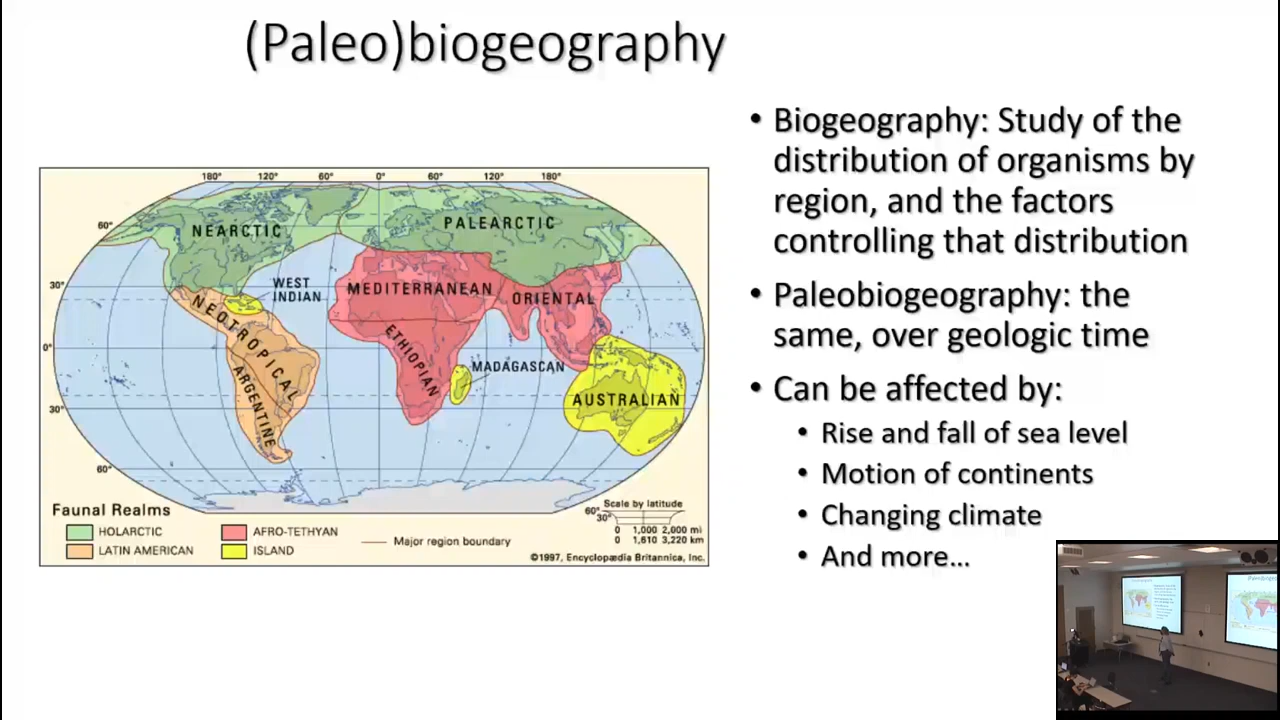 (Paleo)biogeography
• Biogeography: Study of the
distribution of organisms by
region, and the factors
controlling that distribution
• Paleobiogeography: the
same, over geologic time
• Can be affected by:
• Rise and fall of sea level
• Motion of continents
• Changing climate
• And more…
180° 120° 60° 0° 60° 120° 180°
60°
30°
0°
30°
60°
NEARCTIC
PALEARCTIC
WEST
INDIAN
MEDITERRANEAN
ORIENTAL
NEOTROPICAL
ETHIOPIAN
MADAGASCAN
ARGENTINE
AUSTRALIAN
Faunal Realms
HOLARCTIC
AFRO-TETHYAN
LATIN AMERICAN
ISLAND
Major region boundary
Scale by latitude
60°
30°
0 1,000 2,000 mi
0 1,610 3,220 km
©1997, Encyclopædia Britannica, Inc.